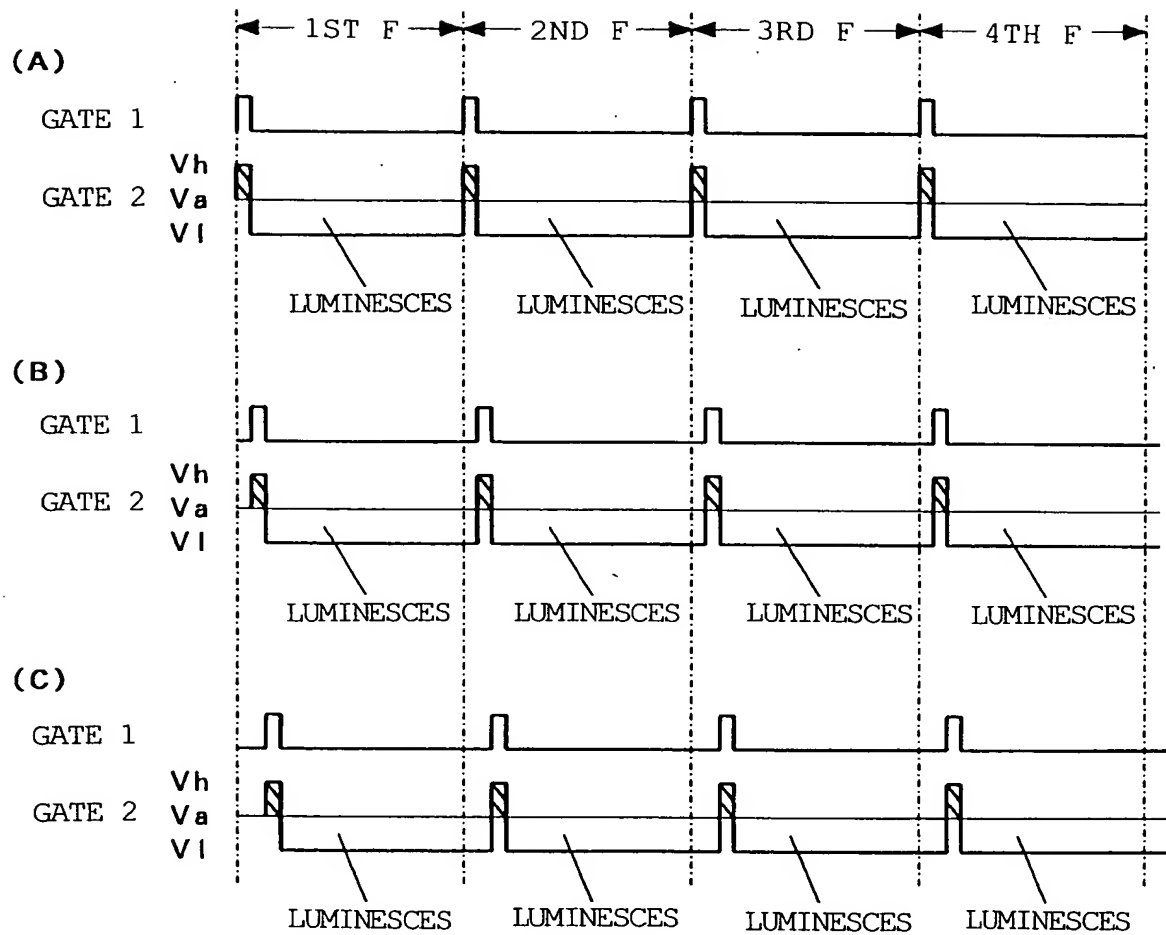 1ST F 2ND F 3RD F 4TH F
(A)
GATE 1
Vh
GATE 2 Va
Vl
LUMINESCES LUMINESCES LUMINESCES LUMINESCES
(B)
GATE 1
Vh
GATE 2 Va
Vl
LUMINESCES LUMINESCES LUMINESCES LUMINESCES
(C)
GATE 1
Vh
GATE 2 Va
Vl
LUMINESCES LUMINESCES LUMINESCES LUMINESCES